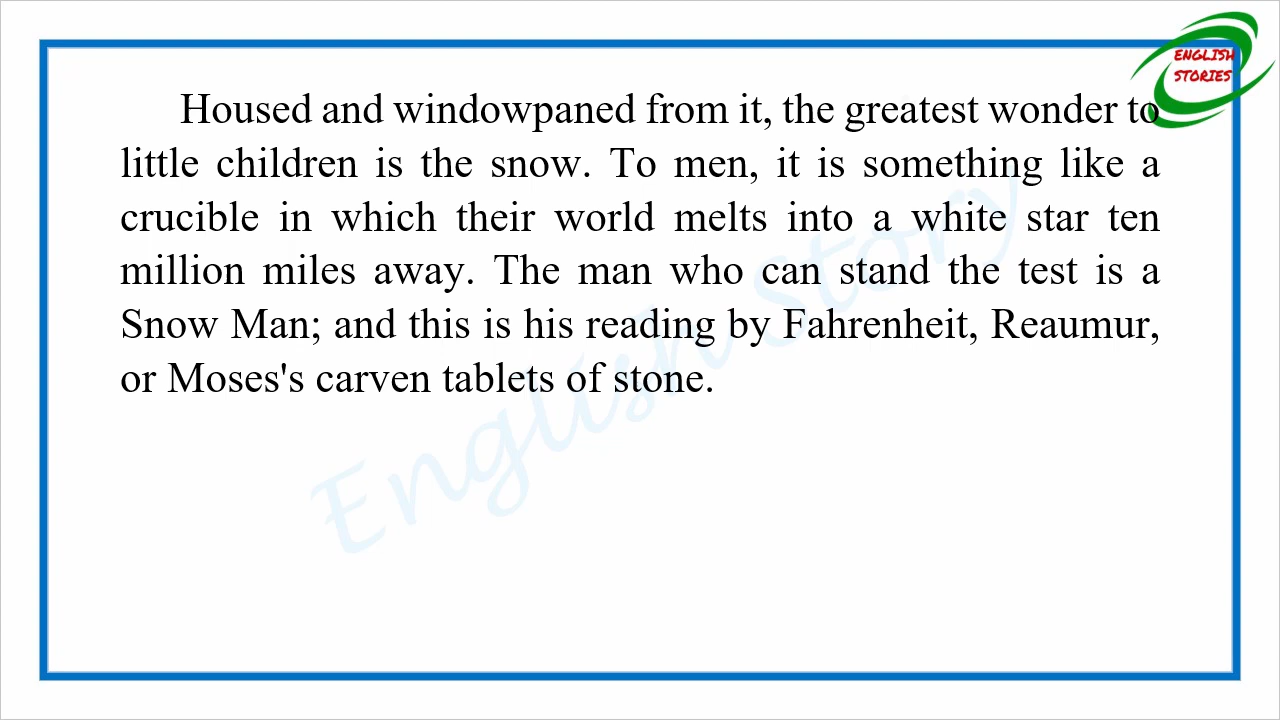 ENGLISH
STORIES
Housed and windowpaned from it, the greatest wonder to
little children is the snow. To men, it is something like a
crucible in which their world melts into a white star ten
million miles away. The man who can stand the test is a
Snow Man; and this is his reading by Fahrenheit, Reaumur,
or Moses's carven tablets of stone.
English Story